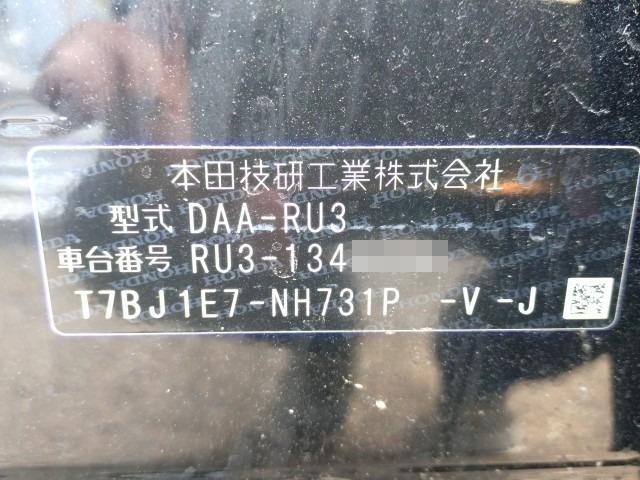 本田技研工業株式会社
型式 DAA-RU3
車台番号 RU3-134
T7BJ1E7-NH731P -V -J